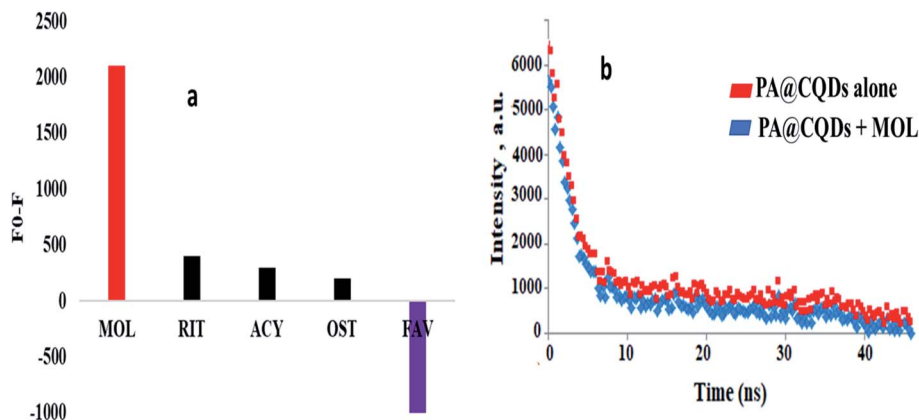 2500
2000
1500
1000
500
0
-500
-1000
F0-F
a
MOL RIT ACY OST FAV
b
PA@CQDs alone
PA@CQDs + MOL
Intensity , a.u.
6000
5000
4000
3000
2000
1000
0
0 10 20 30 40
Time (ns)